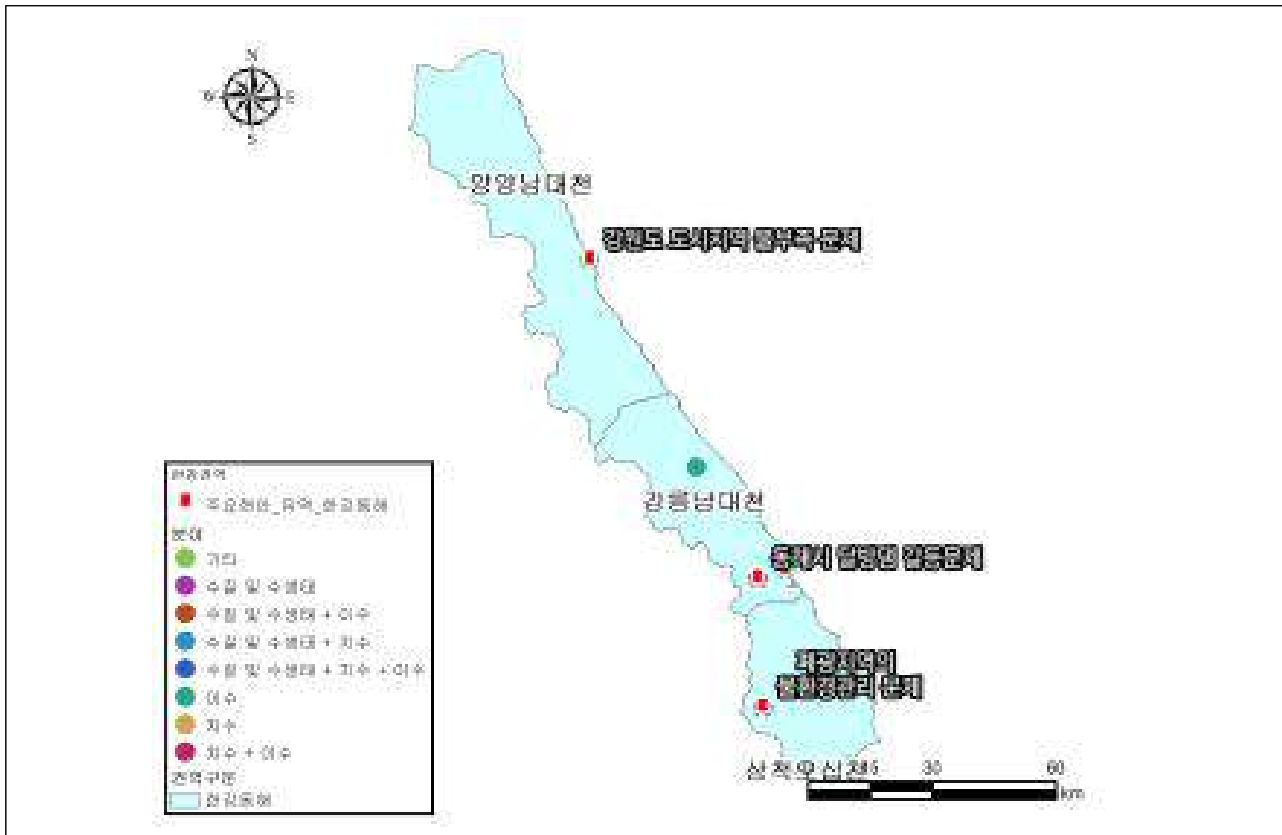 N
W
E
S
양양남대천
강원도 도시지역 물부족 문제
강릉남대천
동해시 달방댐 갈등문제
폐광지역의
물환경관리 문제
삼척오십천
30
60
km
주요현안_유역_한강동해
분야
기타
수질 및 수생태
수질 및 수생태 + 이수
수질 및 수생태 + 치수
수질 및 수생태 + 치수 + 이수
이수
치수
치수 + 이수
권역구분
한강동해